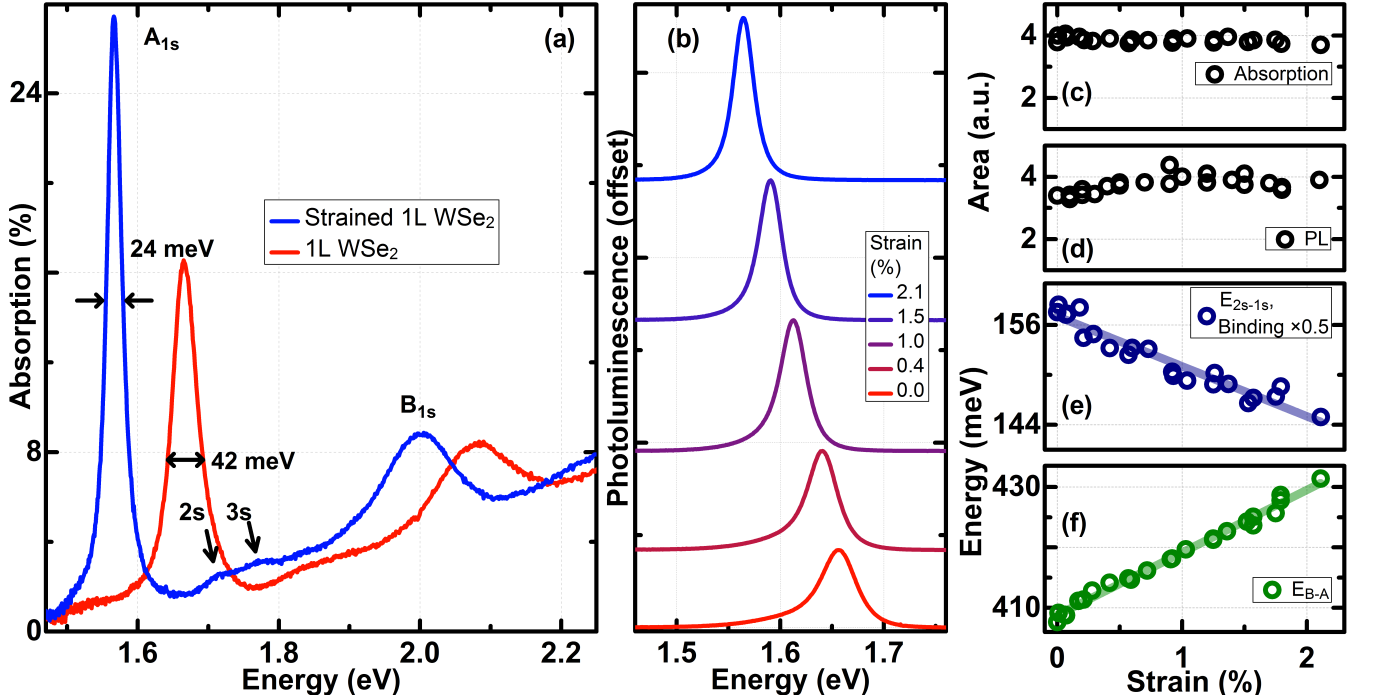 Absorption (%)
24
8
0
A₁ₛ
(a)
24 meV
Strained 1L WSe₂
1L WSe₂
42 meV
2s
3s
B₁ₛ
1.6
1.8
2.0
2.2
Energy (eV)
Photoluminescence (offset)
(b)
Strain
(%)
2.1
1.5
1.0
0.4
0.0
1.5
1.6
1.7
Energy (eV)
Area (a.u.)
4
2
(c)
Absorption
4
2
(d)
PL
Energy (meV)
156
144
(e)
E₂ₛ₋₁ₛ,
Binding ×0.5
430
410
(f)
E_B-A
0
1
2
Strain (%)